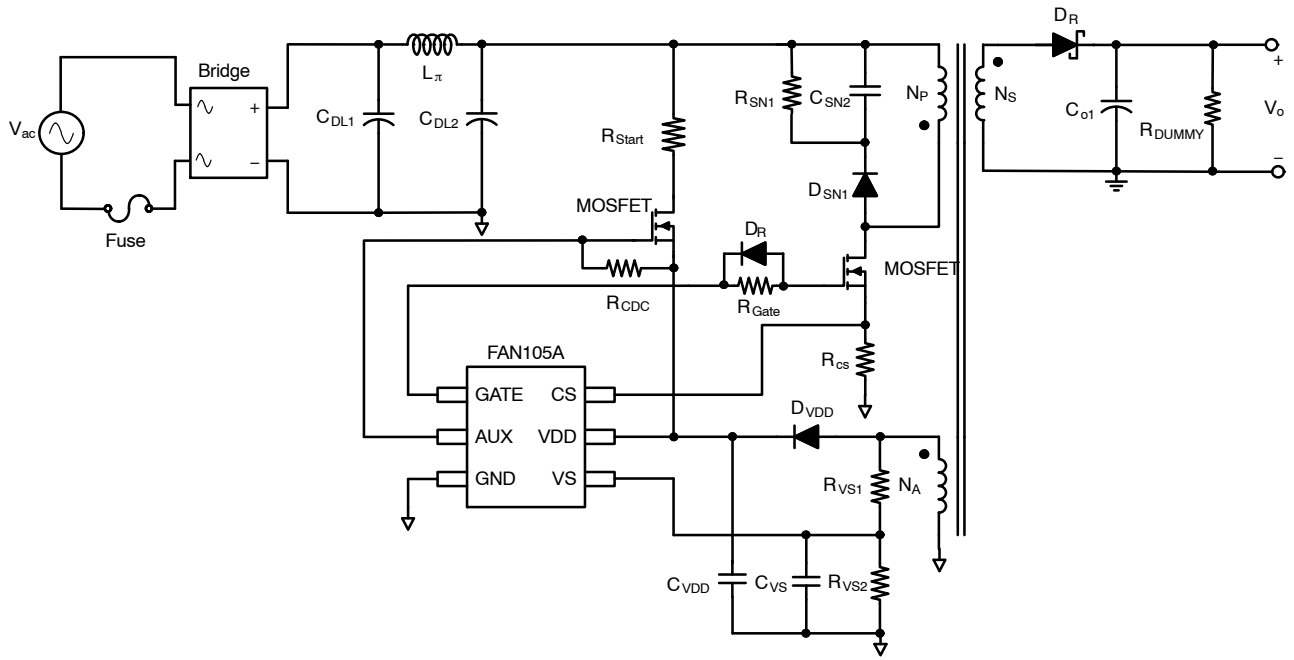 Vac
Fuse
Bridge
+
−
CDL1
Lπ
CDL2
RStart
MOSFET
RCDC
RSN1
CSN2
DSN1
NP
NS
DR
Co1
RDUMMY
+
Vo
−
DR
RGate
MOSFET
Rcs
FAN105A
GATE
CS
AUX
VDD
GND
VS
DVDD
RVS1
NA
CVDD
CVS
RVS2